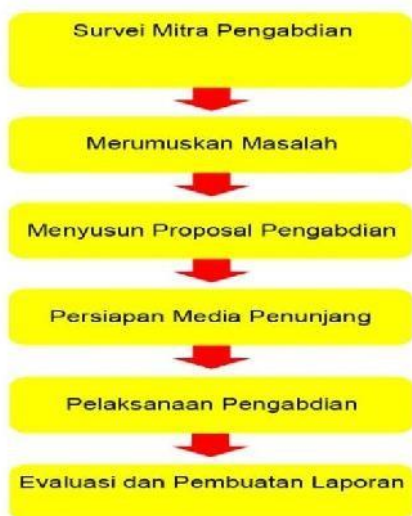 Survei Mitra Pengabdian
Merumuskan Masalah
Menyusun Proposal Pengabdian
Persiapan Media Penunjang
Pelaksanaan Pengabdian
Evaluasi dan Pembuatan Laporan